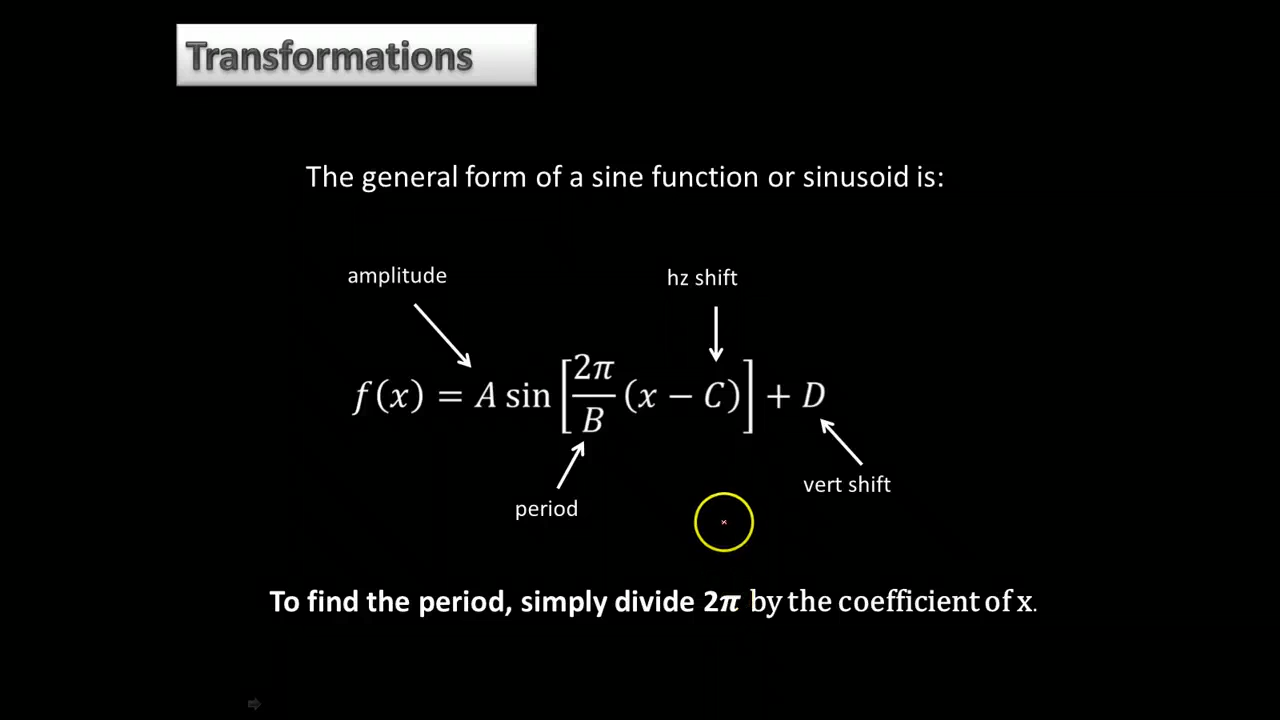 Transformations
The general form of a sine function or sinusoid is:
amplitude
hz shift
f(x) = A sin [2π/B (x − C)] + D
period
vert shift
To find the period, simply divide 2π by the coefficient of x.